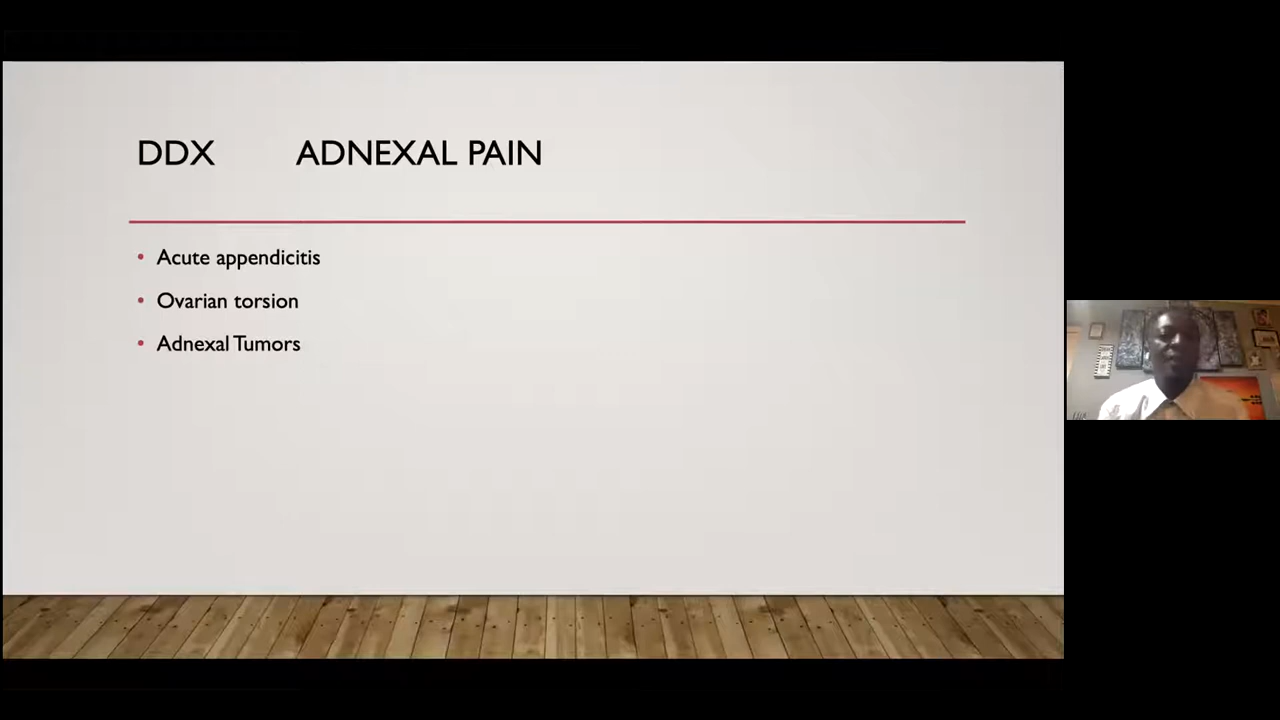 DDX ADNEXAL PAIN
• Acute appendicitis
• Ovarian torsion
• Adnexal Tumors